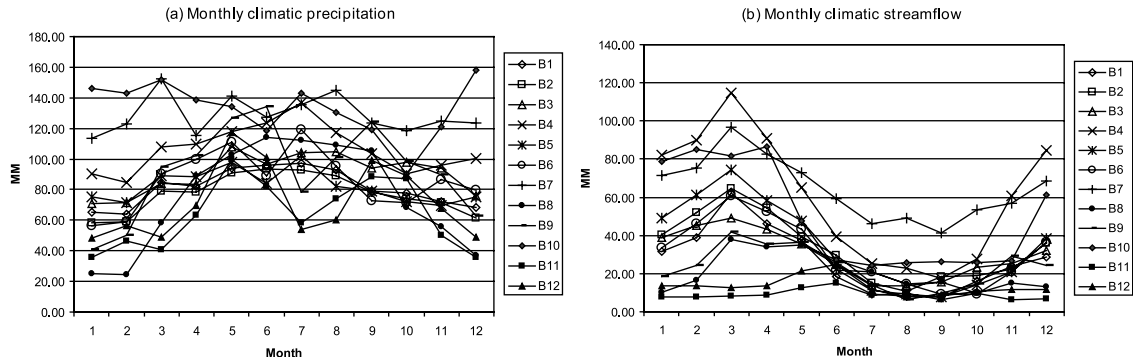 (a) Monthly climatic precipitation
180.00
160.00
140.00
120.00
100.00
80.00
60.00
40.00
20.00
0.00
MM
1 2 3 4 5 6 7 8 9 10 11 12
Month
B1
B2
B3
B4
B5
B6
B7
B8
B9
B10
B11
B12
(b) Monthly climatic streamflow
140.00
120.00
100.00
80.00
60.00
40.00
20.00
0.00
MM
1 2 3 4 5 6 7 8 9 10 11 12
Month
B1
B2
B3
B4
B5
B6
B7
B8
B9
B10
B11
B12